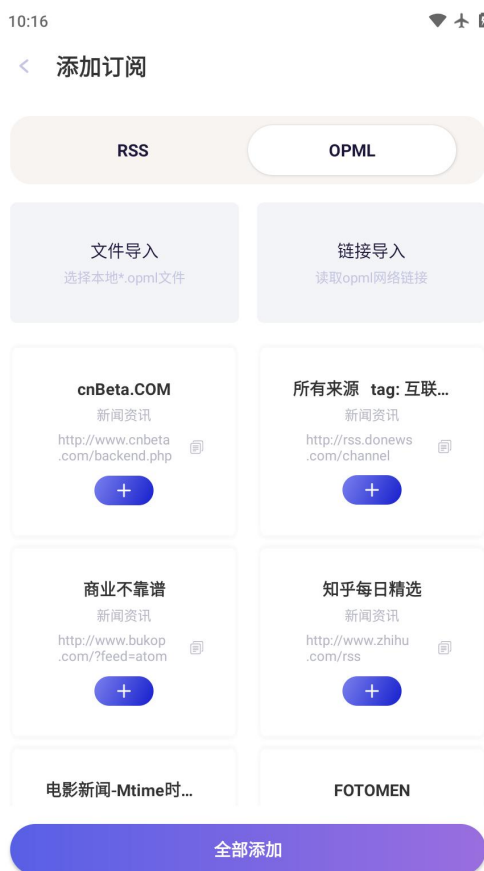 10:16
添加订阅
RSS
OPML
文件导入
选择本地*.opml文件
链接导入
读取opml网络链接
cnBeta.COM
新闻资讯
http://www.cnbeta
.com/backend.php
所有来源 tag: 互联...
新闻资讯
http://rss.donews
.com/channel
商业不靠谱
新闻资讯
http://www.bukop
.com/?feed=atom
知乎每日精选
新闻资讯
http://www.zhihu
.com/rss
电影新闻-Mtime时...
FOTOMEN
全部添加